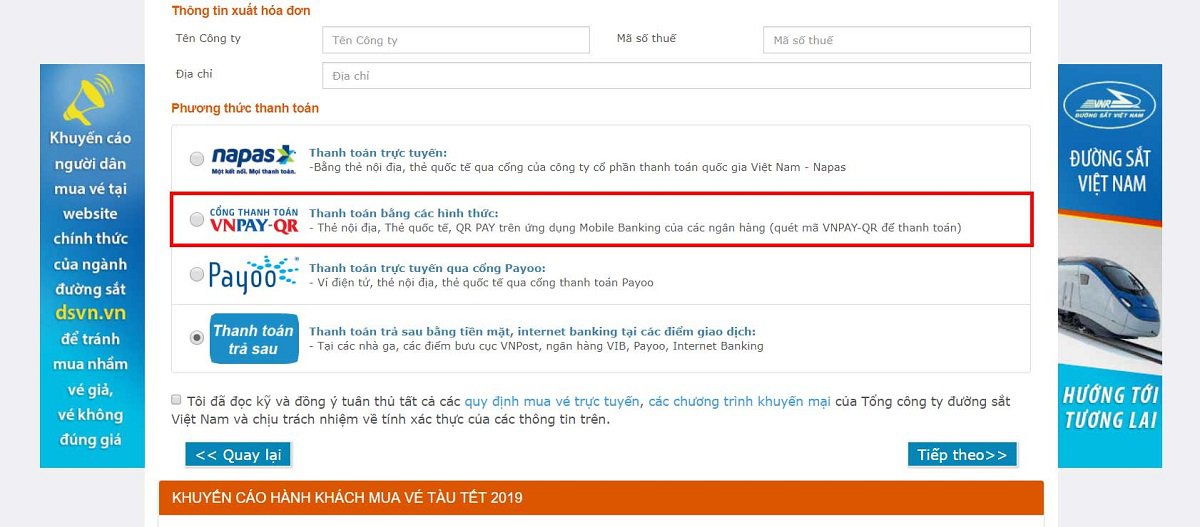 Thông tin xuất hóa đơn
Tên Công ty
Tên Công ty
Mã số thuế
Mã số thuế
Địa chỉ
Địa chỉ
Phương thức thanh toán
napas
Một kết nối. Mọi thanh toán.
Thanh toán trực tuyến:
-Bằng thẻ nội địa, thẻ quốc tế qua cổng của công ty cổ phần thanh toán quốc gia Việt Nam - Napas
CỔNG THANH TOÁN
VNPAY-QR
Thanh toán bằng các hình thức:
- Thẻ nội địa, Thẻ quốc tế, QR PAY trên ứng dụng Mobile Banking của các ngân hàng (quét mã VNPAY-QR để thanh toán)
Payoo
Thanh toán trực tuyến qua cổng Payoo:
- Ví điện tử, thẻ nội địa, thẻ quốc tế qua cổng thanh toán Payoo
Thanh toán
trả sau
Thanh toán trả sau bằng tiền mặt, internet banking tại các điểm giao dịch:
- Tại các nhà ga, các điểm bưu cục VNPost, ngân hàng VIB, Payoo, Internet Banking
Tôi đã đọc kỹ và đồng ý tuân thủ tất cả các quy định mua vé trực tuyến, các chương trình khuyến mại của Tổng công ty đường sắt
Việt Nam và chịu trách nhiệm về tính xác thực của các thông tin trên.
<< Quay lại
Tiếp theo>>
KHUYẾN CÁO HÀNH KHÁCH MUA VÉ TÀU TẾT 2019
Khuyến cáo
người dân
mua vé tại
website
chính thức
của ngành
đường sắt
dsvn.vn
để tránh
mua nhầm
vé giả,
vé không
đúng giá
VNR
ĐƯỜNG SẮT VIỆT NAM
ĐƯỜNG SẮT
VIỆT NAM
HƯỚNG TỚI
TƯƠNG LAI